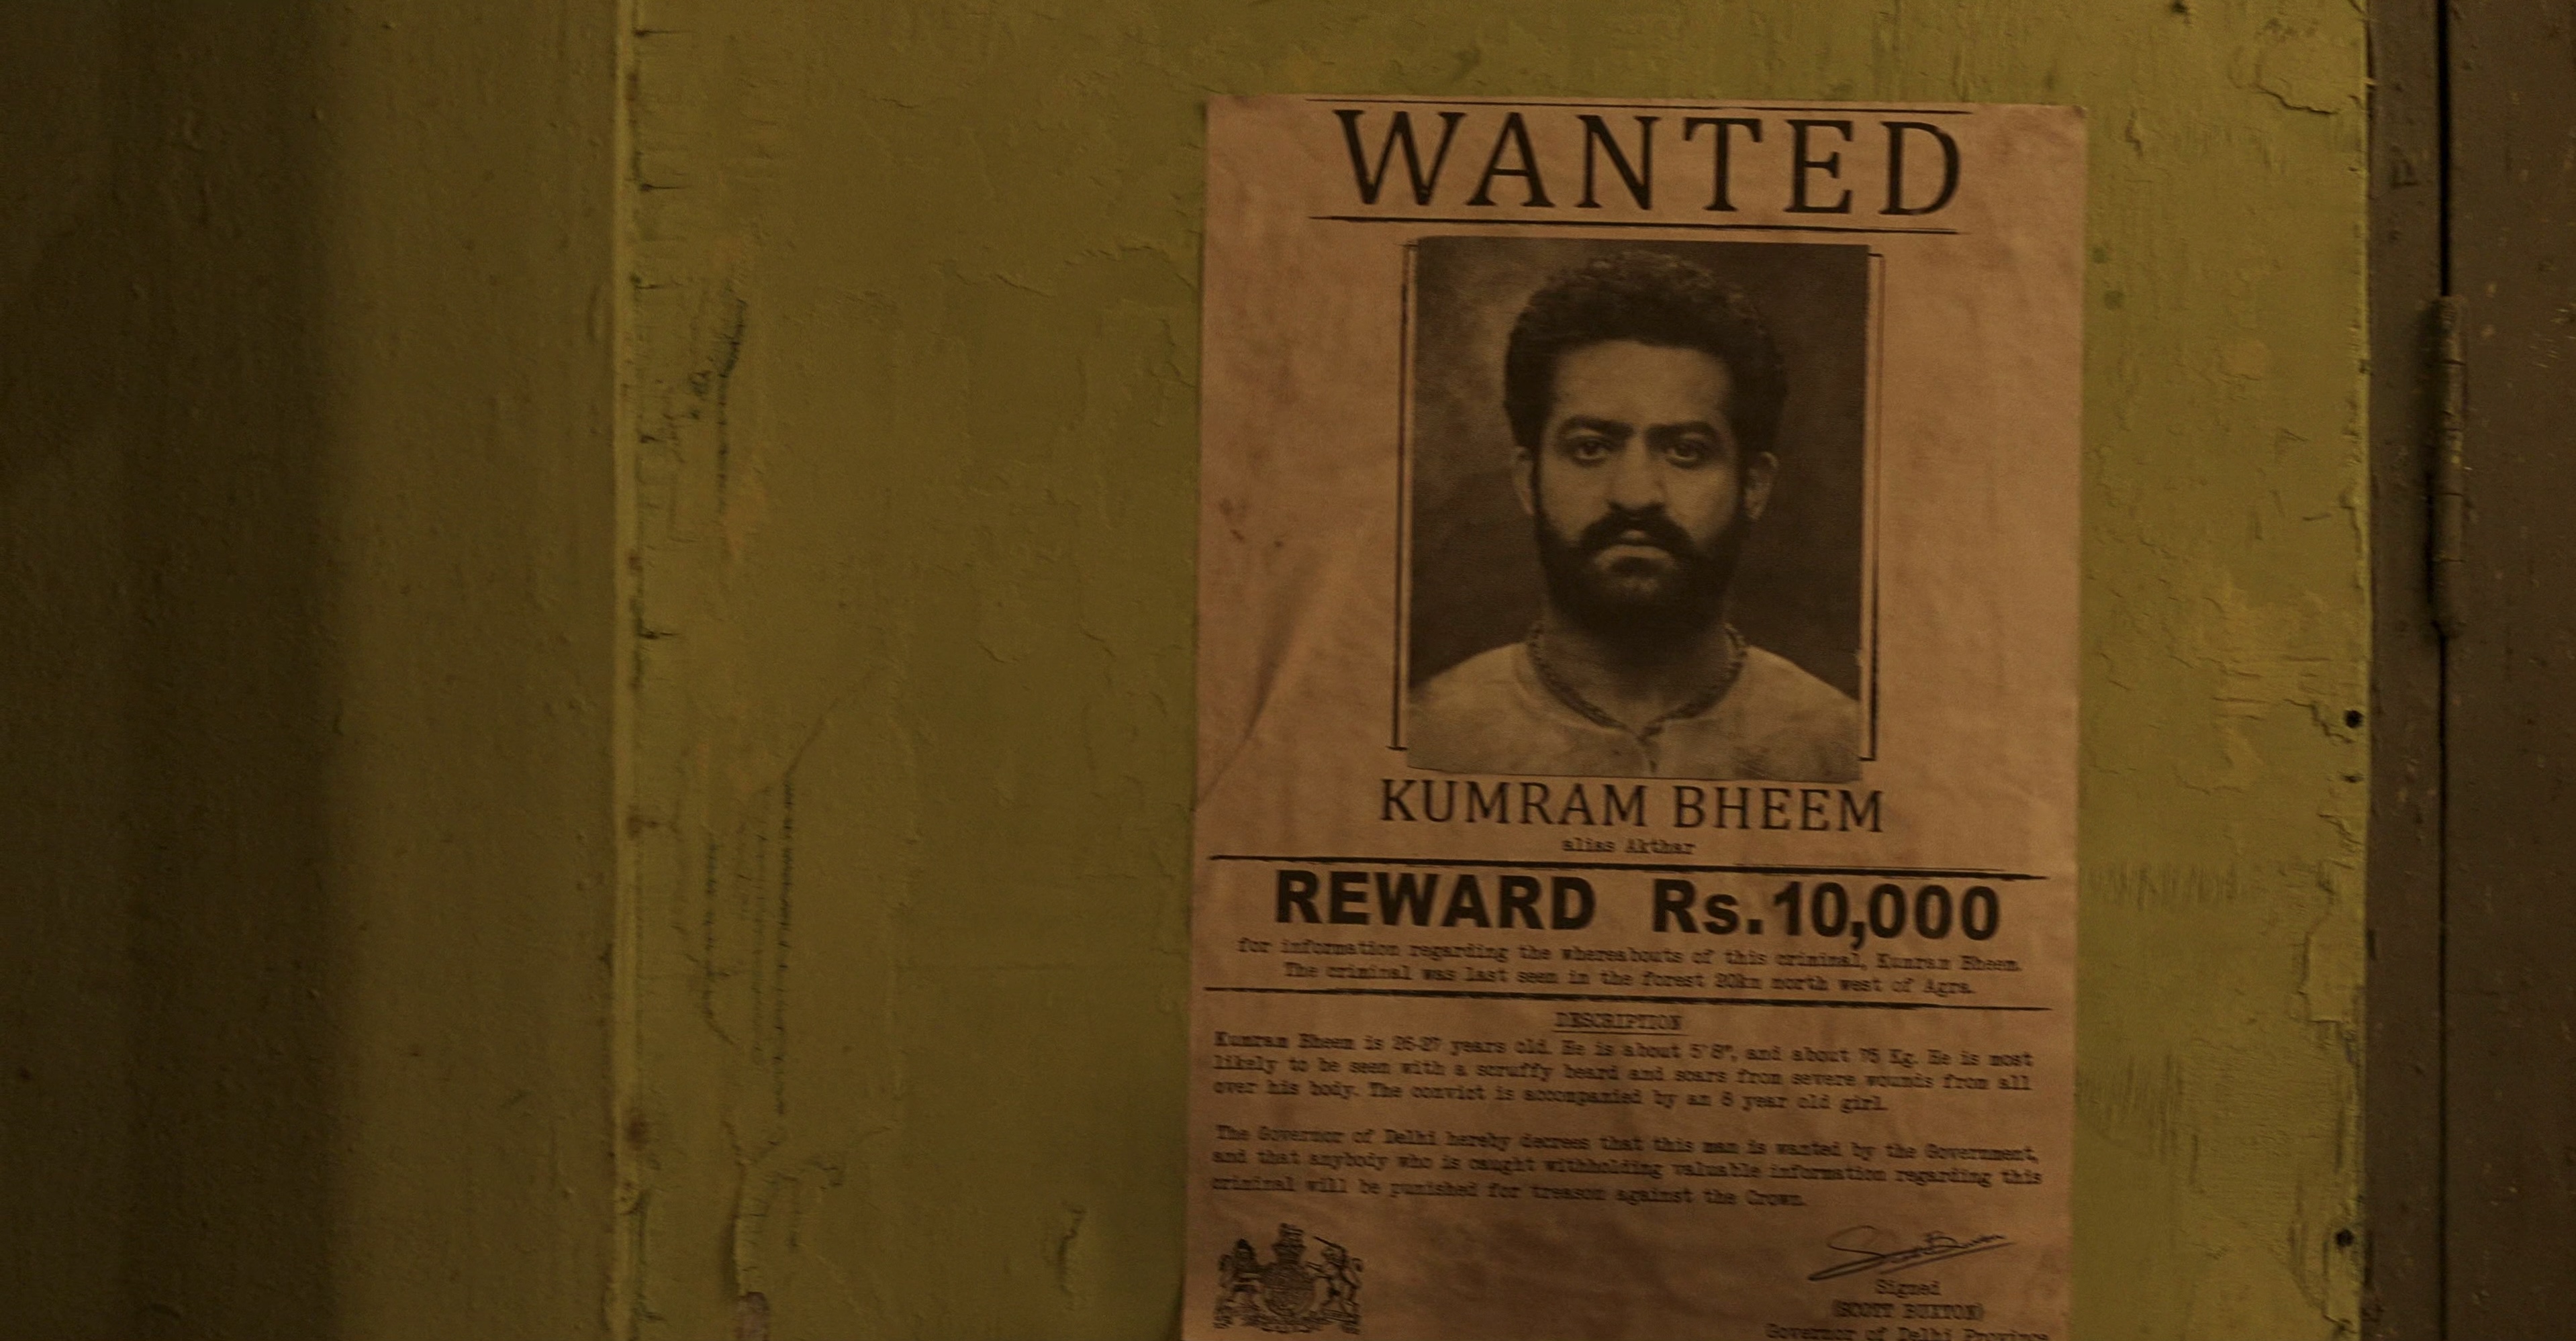 WANTED
KUMRAM BHEEM
alias Akthar
REWARD Rs.10,000
for information regarding the whereabouts of this criminal, Kumram Bheem.
The criminal was last seen in the forest 20km north west of Agra.
DESCRIPTION
Kumram Bheem is 26-27 years old. He is about 5'8", and about 76 Kg. He is most
likely to be seen with a scruffy beard and scars from severe wounds from all
over his body. The convict is accompanied by an 8 year old girl.
The Governor of Delhi hereby decrees that this man is wanted by the Government,
and that anybody who is caught withholding valuable information regarding this
criminal will be punished for treason against the Crown.
Signed
(SCOTT BUXTON)
Governor of Delhi Province